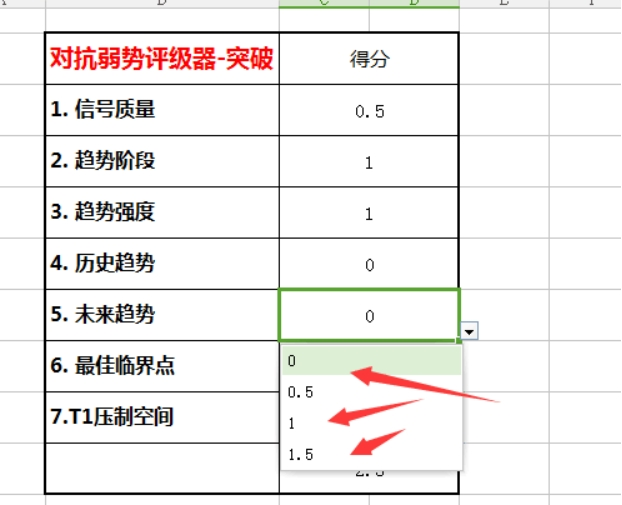 对抗弱势评级器-突破 得分
1. 信号质量 0.5
2. 趋势阶段 1
3. 趋势强度 1
4. 历史趋势 0
5. 未来趋势 0
6. 最佳临界点
0
0.5
7.T1压制空间
1
1.5